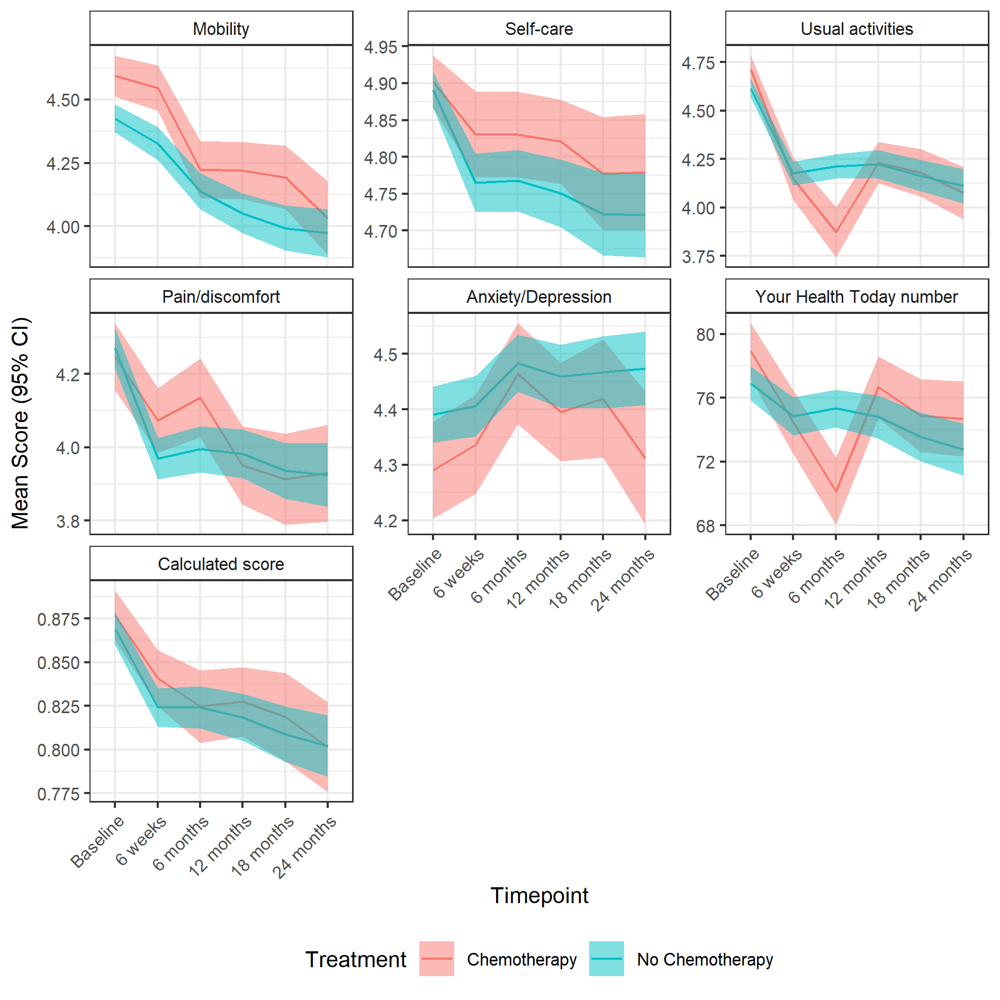 Mobility
Self-care
Usual activities
4.50
4.25
4.00
4.95
4.90
4.85
4.80
4.75
4.70
4.75
4.50
4.25
4.00
3.75
Mean Score (95% CI)
Pain/discomfort
Anxiety/Depression
Your Health Today number
4.2
4.0
3.8
4.5
4.4
4.3
4.2
80
76
72
68
Baseline
6 weeks
6 months
12 months
18 months
24 months
Baseline
6 weeks
6 months
12 months
18 months
24 months
Calculated score
0.875
0.850
0.825
0.800
0.775
Baseline
6 weeks
6 months
12 months
18 months
24 months
Timepoint
Treatment Chemotherapy No Chemotherapy